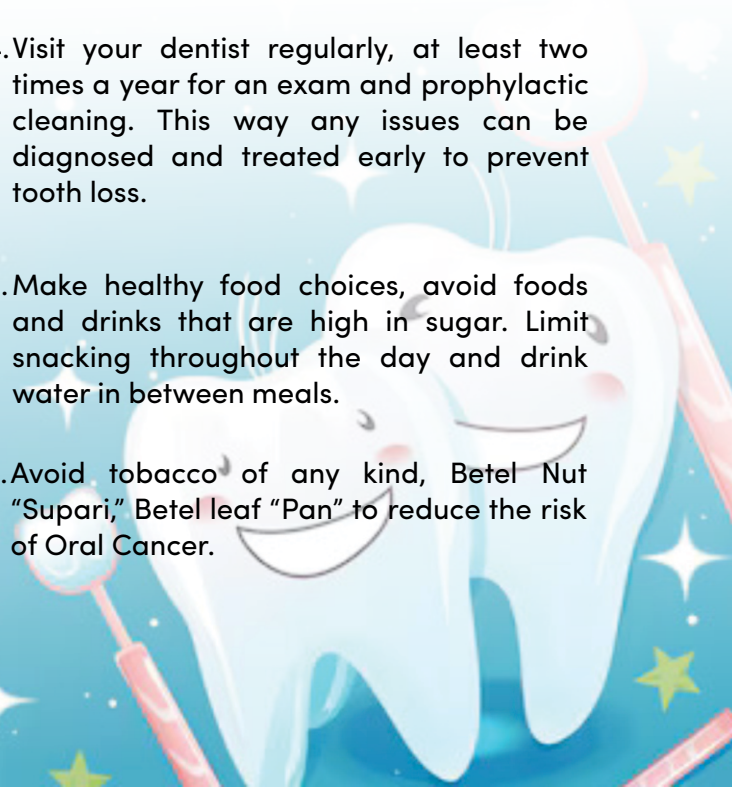 .Visit your dentist regularly, at least two
times a year for an exam and prophylactic
cleaning. This way any issues can be
diagnosed and treated early to prevent
tooth loss.
.Make healthy food choices, avoid foods
and drinks that are high in sugar. Limit
snacking throughout the day and drink
water in between meals.
.Avoid tobacco of any kind, Betel Nut
“Supari,” Betel leaf “Pan” to reduce the risk
of Oral Cancer.